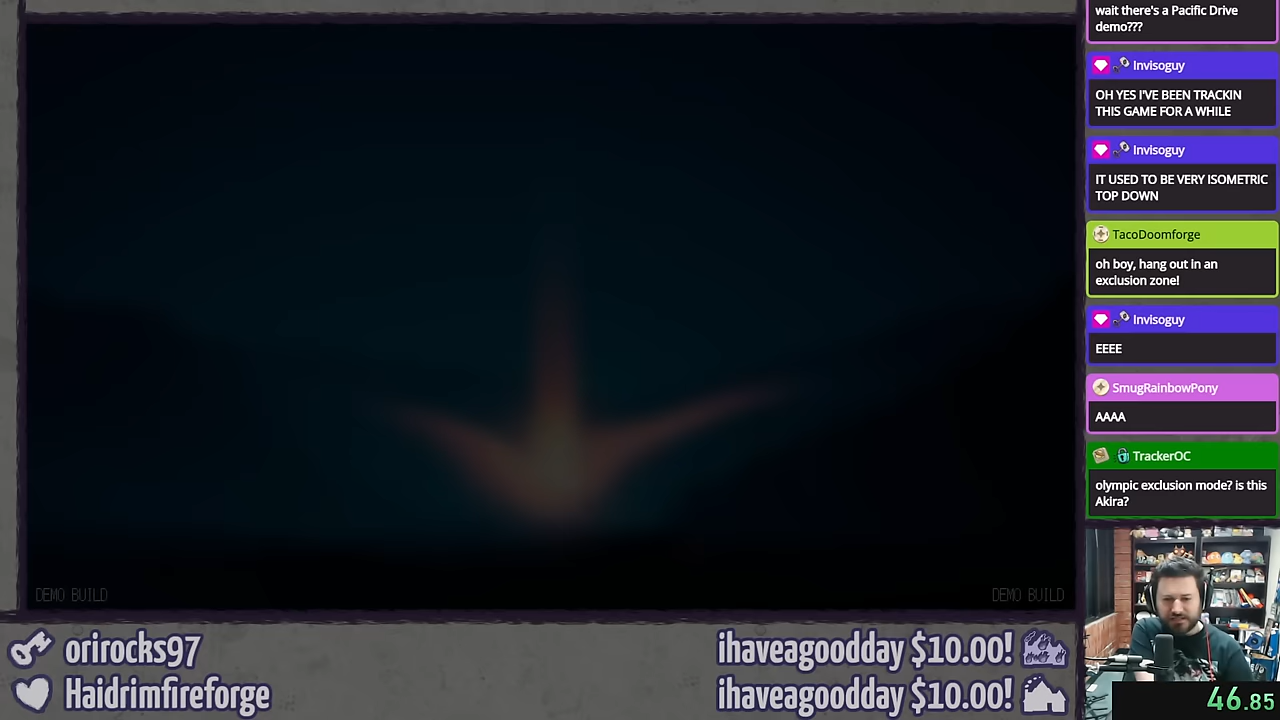 wait there's a Pacific Drive
demo???
Invisoguy
OH YES I'VE BEEN TRACKIN
THIS GAME FOR A WHILE
Invisoguy
IT USED TO BE VERY ISOMETRIC
TOP DOWN
TacoDoomforge
oh boy, hang out in an
exclusion zone!
Invisoguy
EEEE
SmugRainbowPony
AAAA
TrackerOC
olympic exclusion mode? is this
Akira?
DEMO BUILD
DEMO BUILD
orirocks97
ihaveagoodday $10.00!
Haidrimfireforge
ihaveagoodday $10.00!
46.85